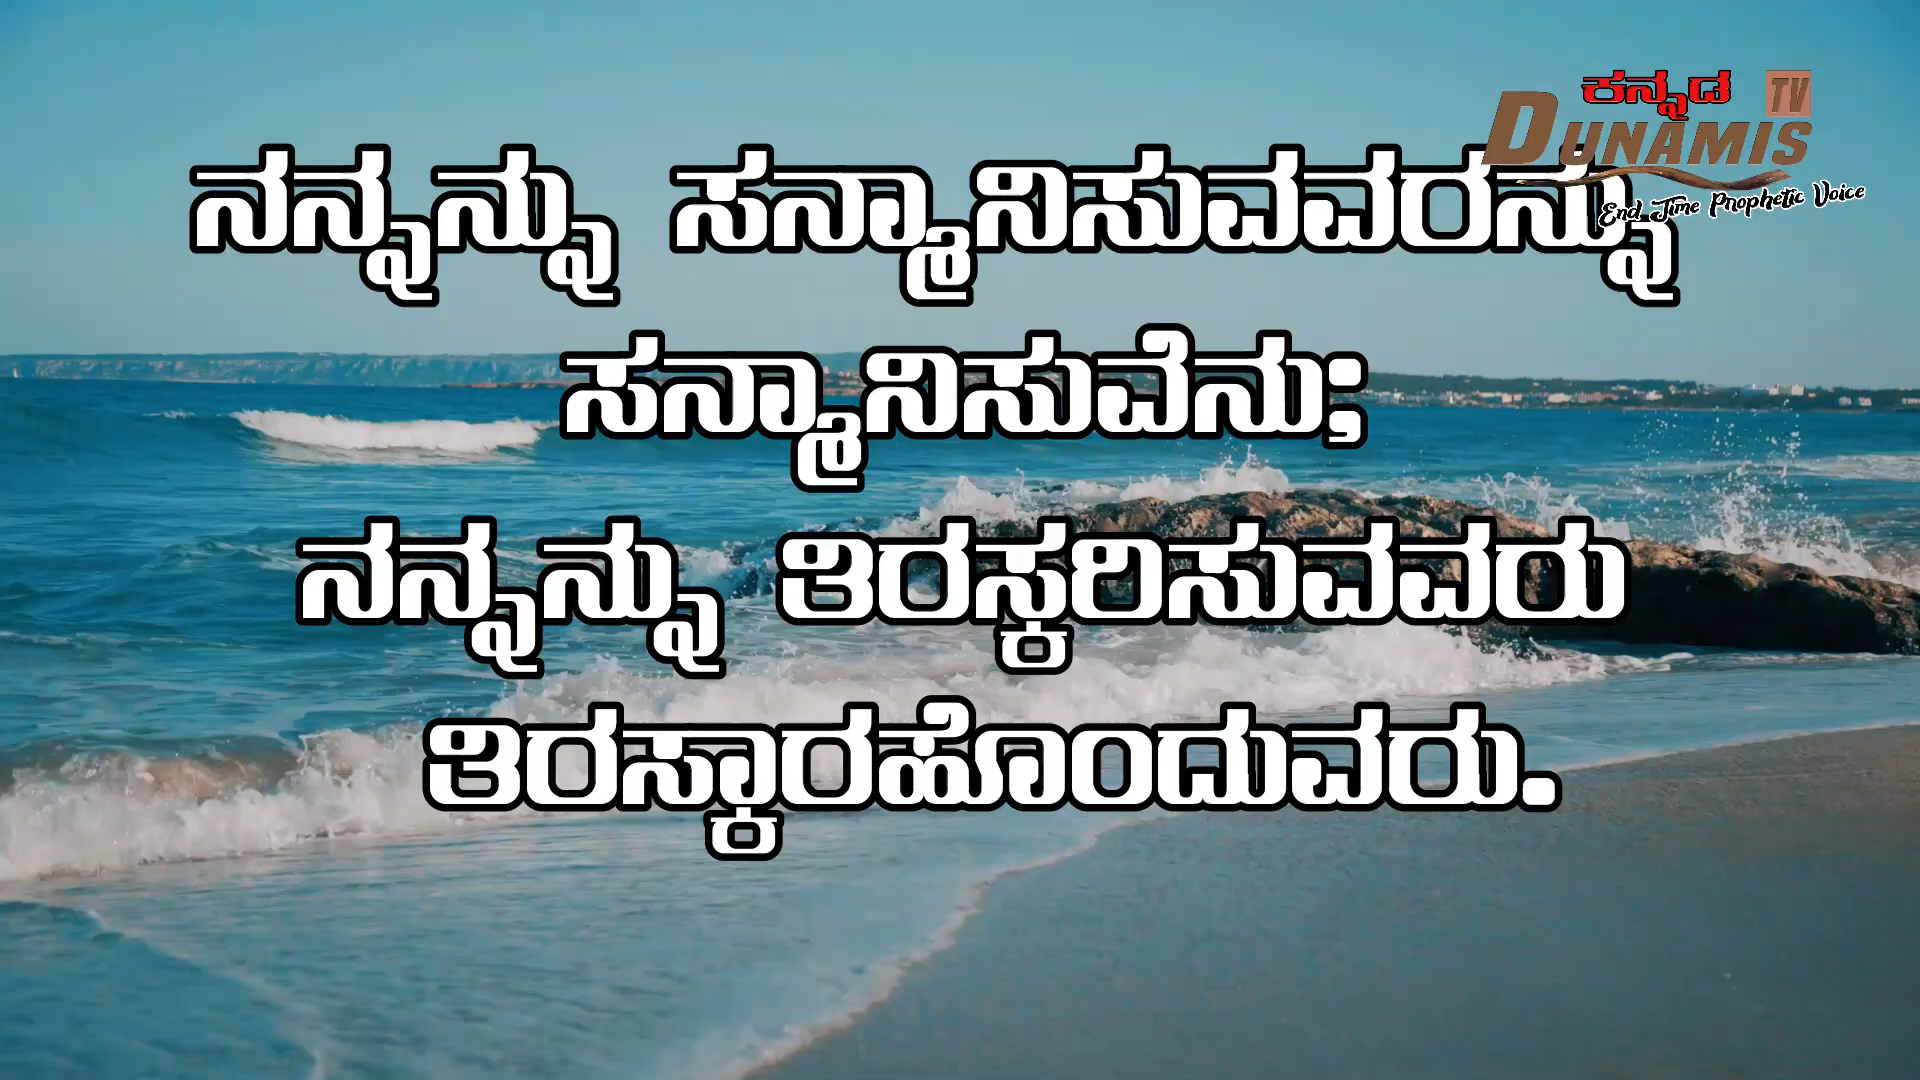 ಕನ್ನಡ TV
DUNAMIS
End Time Prophetic Voice
ನನ್ನನ್ನು ಸನ್ಮಾನಿಸುವವರನ್ನು
ಸನ್ಮಾನಿಸುವೆನು;
ನನ್ನನ್ನು ತಿರಸ್ಕರಿಸುವವರು
ತಿರಸ್ಕಾರಹೊಂದುವರು.